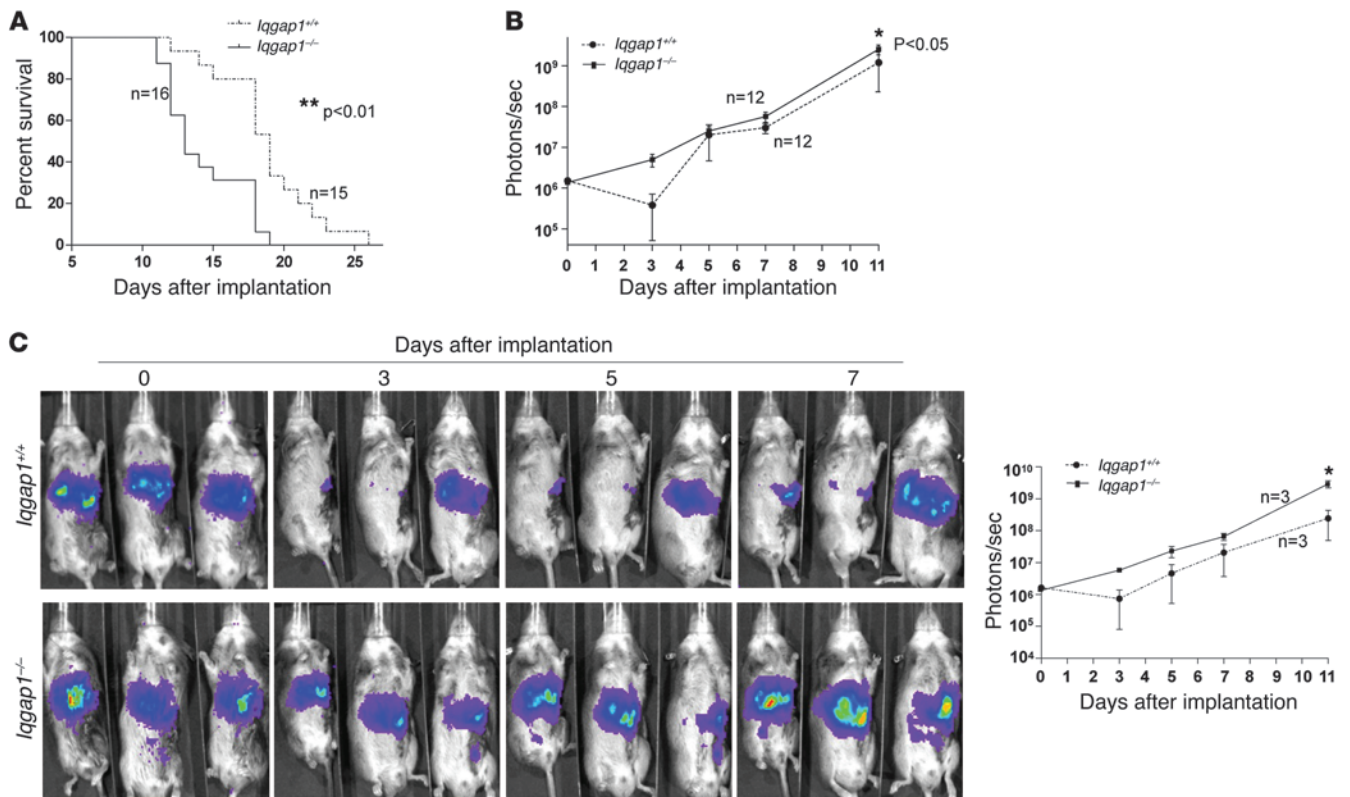 A
Iqgap1+/+
Iqgap1–/–
Percent survival
100
80
60
40
20
0
n=16
** p<0.01
n=15
5 10 15 20 25
Days after implantation
B
Iqgap1+/+
Iqgap1–/–
* P<0.05
Photons/sec
10⁹
10⁸
10⁷
10⁶
10⁵
n=12
n=12
0 1 2 3 4 5 6 7 8 9 10 11
Days after implantation
C
Days after implantation
0 3 5 7
Iqgap1+/+
Iqgap1–/–
Iqgap1+/+
Iqgap1–/–
*
Photons/sec
10¹⁰
10⁹
10⁸
10⁷
10⁶
10⁵
10⁴
n=3
n=3
0 1 2 3 4 5 6 7 8 9 10 11
Days after implantation